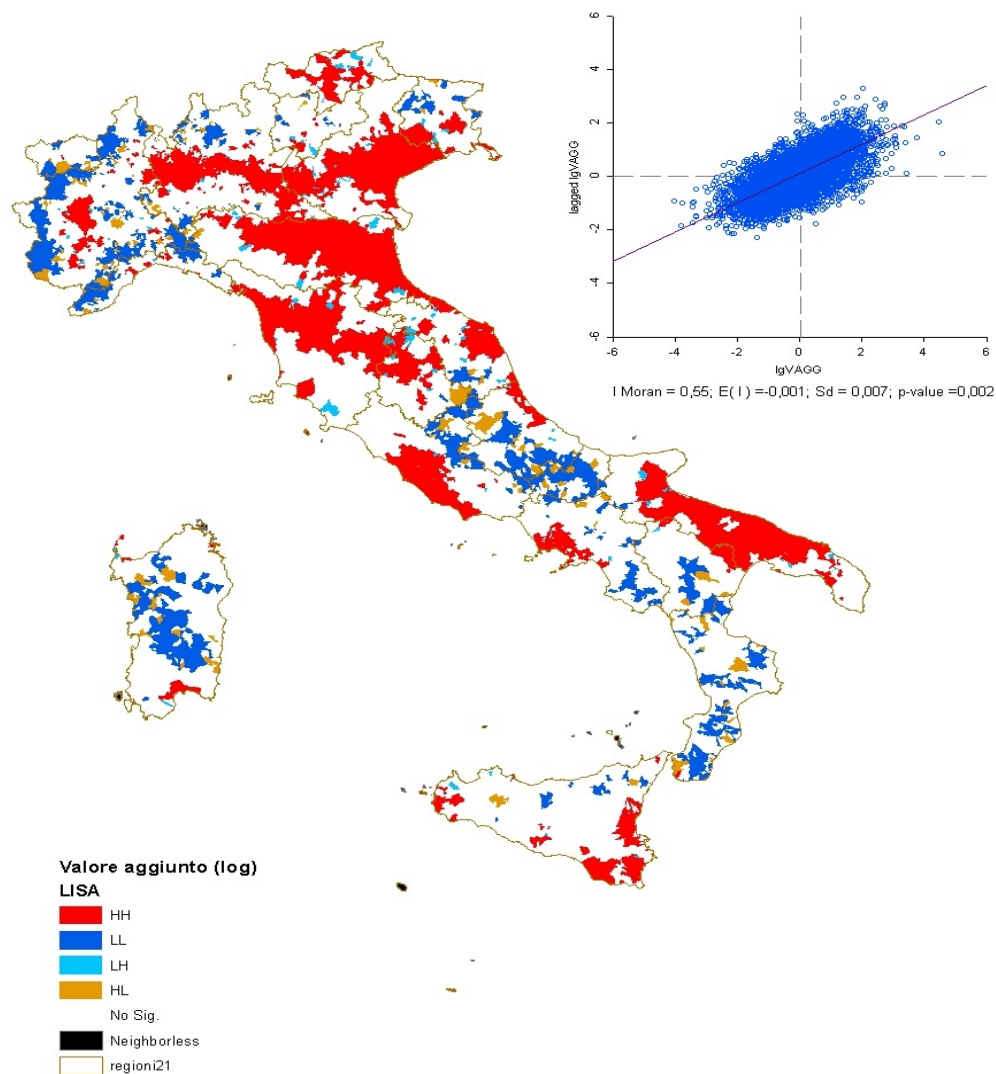 6
4
2
0
-2
-4
-6
lagged lgVAGG
-6 -4 -2 0 2 4 6
lgVAGG
I Moran = 0,55; E( I ) =-0,001; Sd = 0,007; p-value =0,002
Valore aggiunto (log)
LISA
HH
LL
LH
HL
No Sig.
Neighborless
regioni21